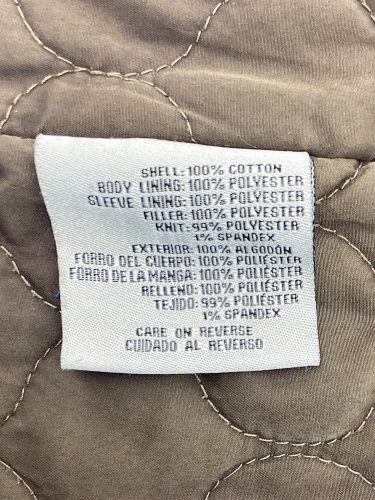 SHELL: 100% COTTON
BODY LINING: 100% POLYESTER
SLEEVE LINING: 100% POLYESTER
FILLER: 100% POLYESTER
KNIT: 99% POLYESTER
1% SPANDEX
EXTERIOR: 100% ALGODÓN
FORRO DEL CUERPO: 100% POLIÉSTER
FORRO DE LA MANGA: 100% POLIÉSTER
RELLENO: 100% POLIÉSTER
TEJIDO: 99% POLIÉSTER
1% SPANDEX
CARE ON REVERSE
CUIDADO AL REVERSO